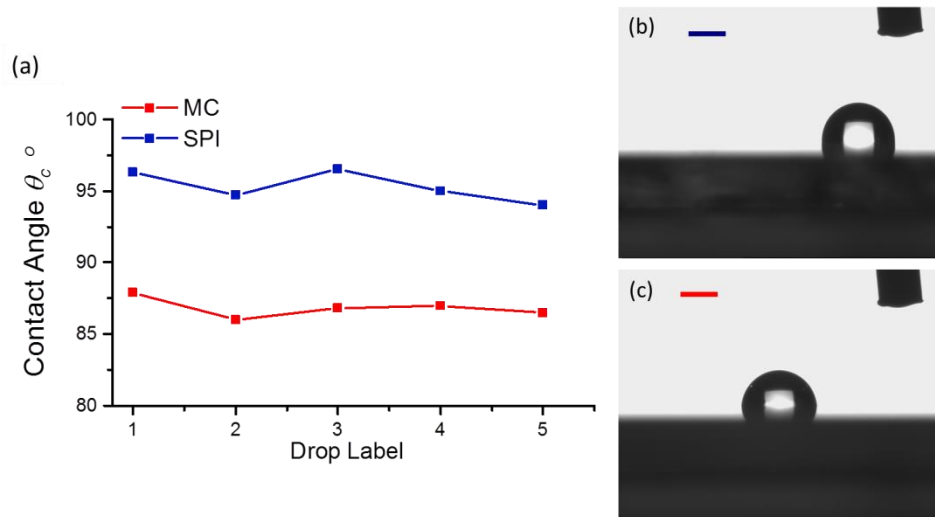 (a)
MC
SPI
Contact Angle θc °
100
95
90
85
80
1 2 3 4 5
Drop Label
(b)
(c)